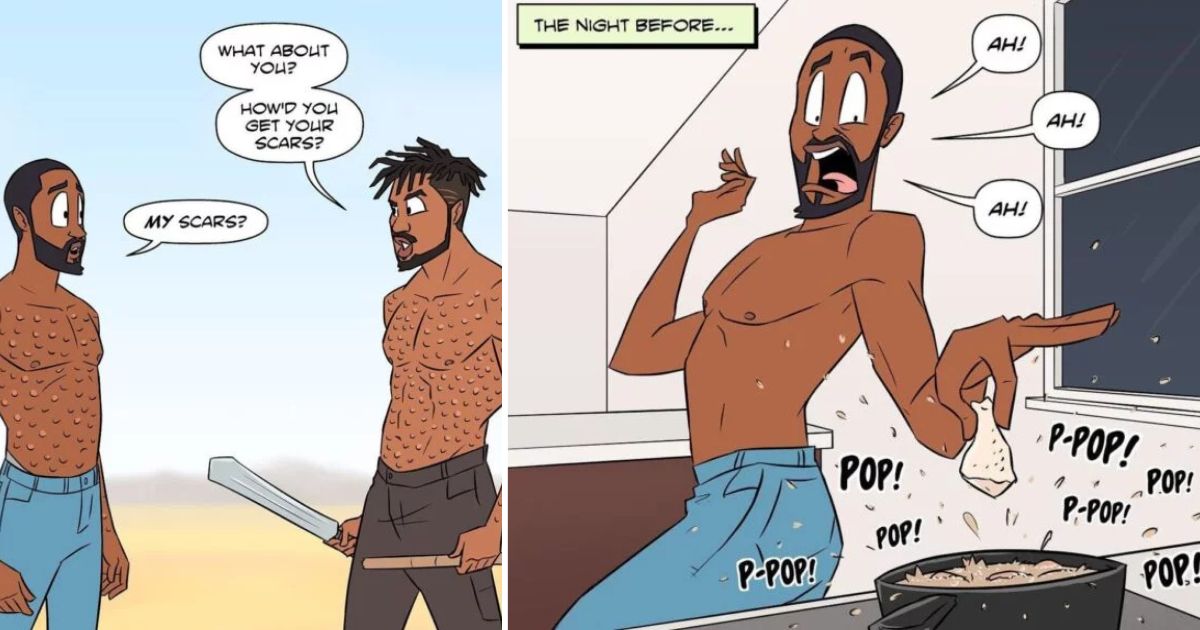 WHAT ABOUT
YOU?
HOW'D YOU
GET YOUR
SCARS?
MY SCARS?
THE NIGHT BEFORE...
AH!
AH!
AH!
POP!
P-POP!
POP!
P-POP!
POP!
P-POP!
POP!